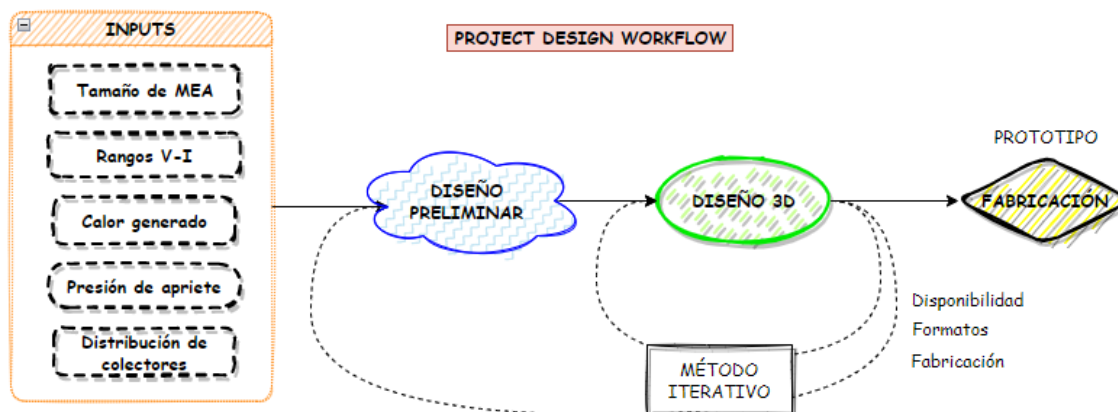 INPUTS
Tamaño de MEA
Rangos V-I
Calor generado
Presión de apriete
Distribución de
colectores
PROJECT DESIGN WORKFLOW
DISEÑO
PRELIMINAR
DISEÑO 3D
PROTOTIPO
FABRICACIÓN
Disponibilidad
Formatos
Fabricación
MÉTODO
ITERATIVO